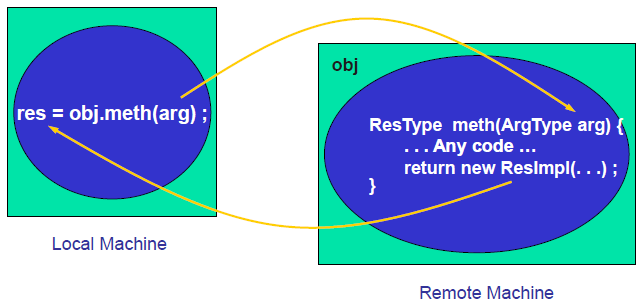 res = obj.meth(arg) ;
Local Machine
obj
ResType meth(ArgType arg) {
. . . Any code …
return new ResImpl(. . .) ;
}
Remote Machine